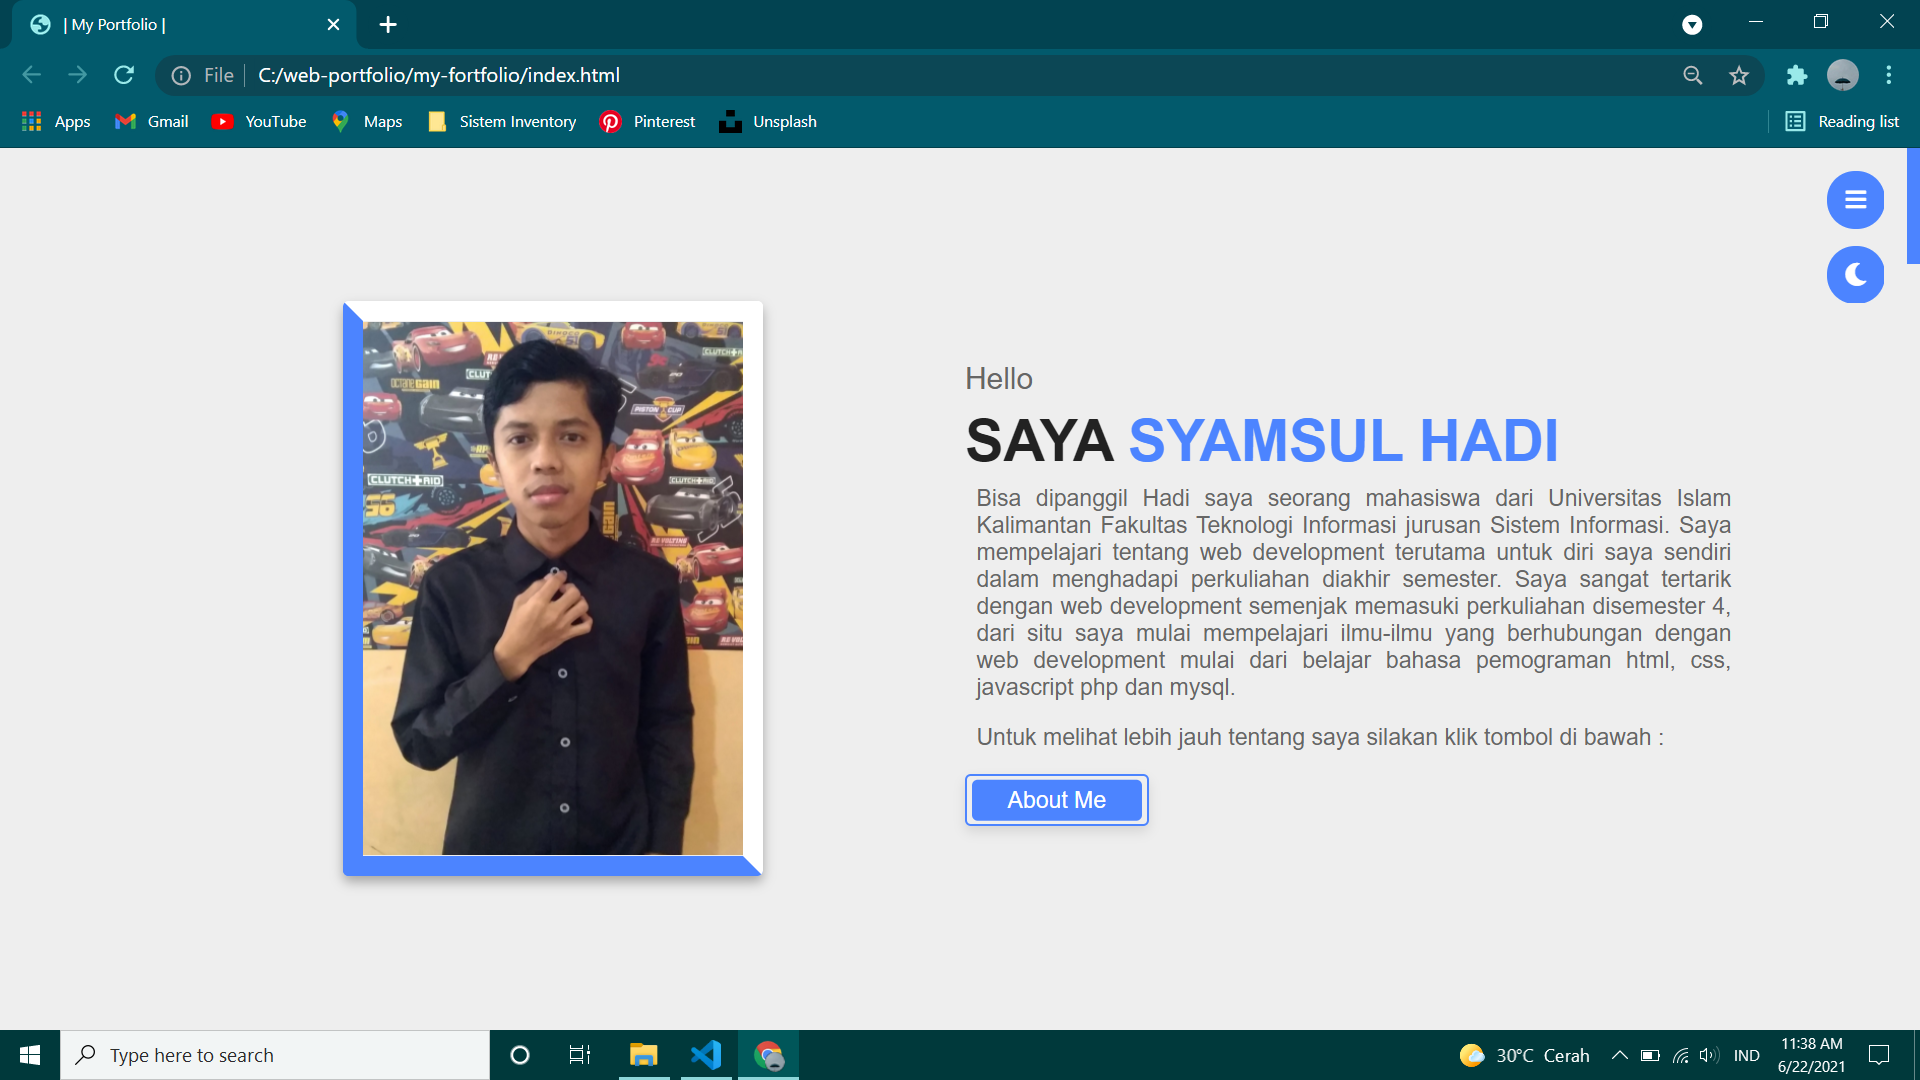 | My Portfolio |
File
C:/web-portfolio/my-fortfolio/index.html
Apps
Gmail
YouTube
Maps
Sistem Inventory
Pinterest
Unsplash
Reading list
Hello
SAYA SYAMSUL HADI
Bisa dipanggil Hadi saya seorang mahasiswa dari Universitas Islam
Kalimantan Fakultas Teknologi Informasi jurusan Sistem Informasi. Saya
mempelajari tentang web development terutama untuk diri saya sendiri
dalam menghadapi perkuliahan diakhir semester. Saya sangat tertarik
dengan web development semenjak memasuki perkuliahan disemester 4,
dari situ saya mulai mempelajari ilmu-ilmu yang berhubungan dengan
web development mulai dari belajar bahasa pemograman html, css,
javascript php dan mysql.
Untuk melihat lebih jauh tentang saya silakan klik tombol di bawah :
About Me
CLUTCH+AID
PISTON CUP
CLUTCH+AID
Type here to search
30°C Cerah
IND
11:38 AM
6/22/2021